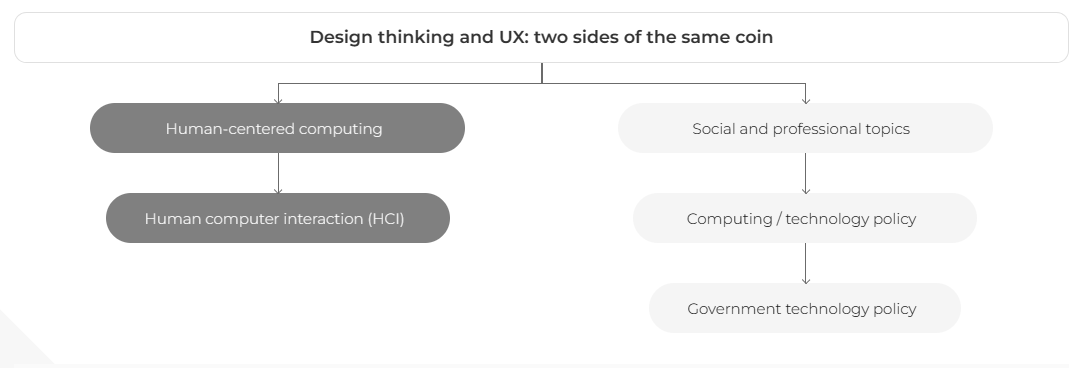 Design thinking and UX: two sides of the same coin
Human-centered computing
Social and professional topics
Human computer interaction (HCI)
Computing / technology policy
Government technology policy